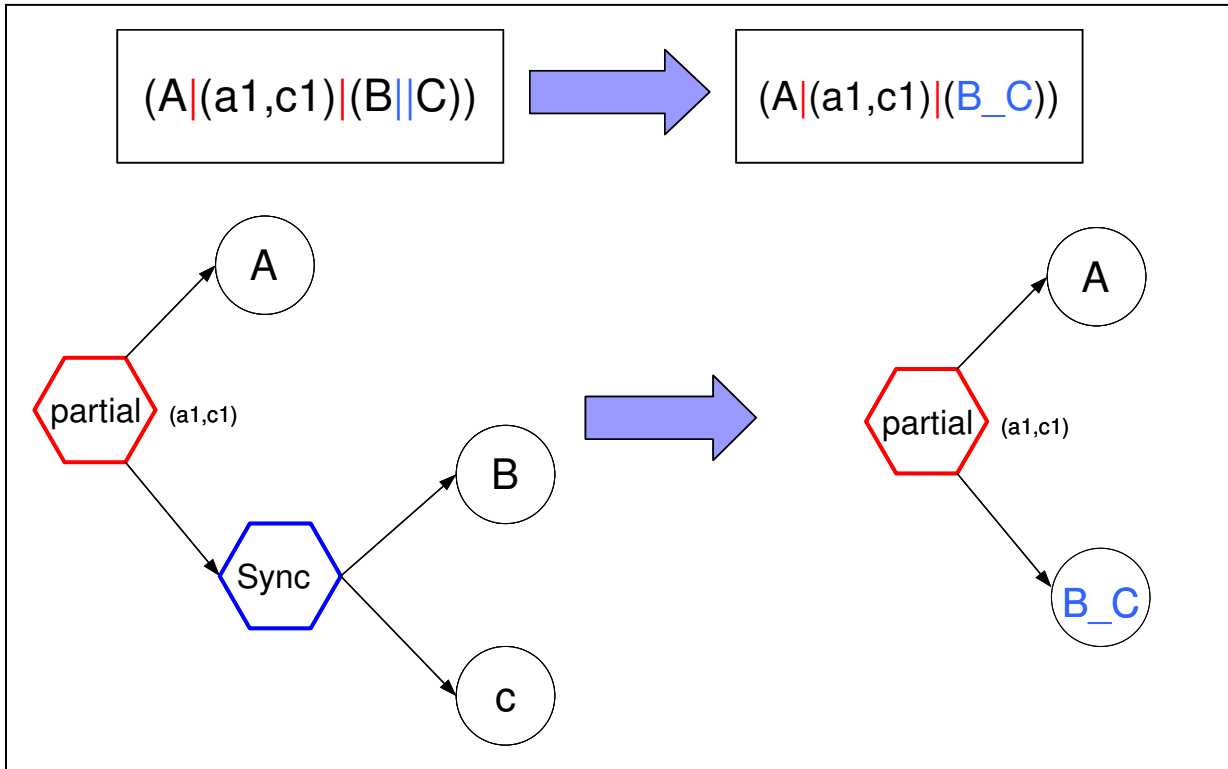 (A|(a1,c1)|(B||C))
(A|(a1,c1)|(B_C))
A
A
partial
(a1,c1)
partial
(a1,c1)
B
Sync
B_C
c